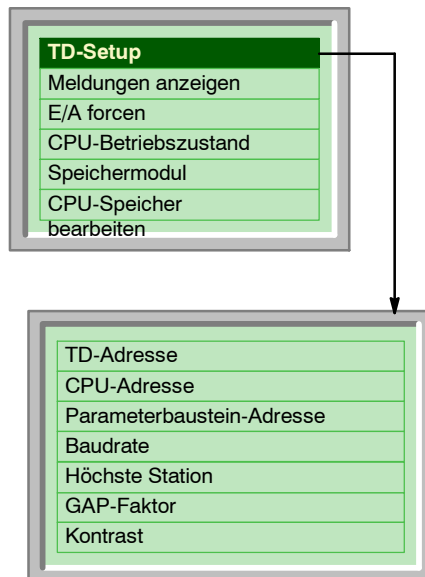 TD-Setup
Meldungen anzeigen
E/A forcen
CPU-Betriebszustand
Speichermodul
CPU-Speicher
bearbeiten
TD-Adresse
CPU-Adresse
Parameterbaustein-Adresse
Baudrate
Höchste Station
GAP-Faktor
Kontrast